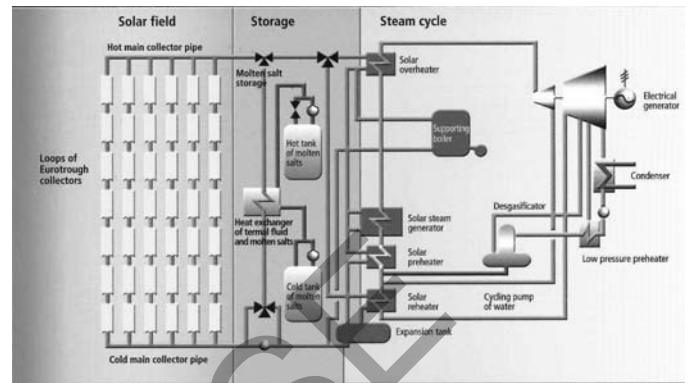 Solar field
Storage
Steam cycle
Hot main collector pipe
Molten salt
storage
Solar
overheater
Electrical
generator
Hot tank
of molten
salts
Supporting
boiler
Loops of
Eurotrough
collectors
Condenser
Heat exchanger
of termal fluid
and molten salts
Solar steam
generator
Desgasificator
Solar
preheater
Low pressure preheater
Cold tank
of molten
salts
Solar
reheater
Cycling pump
of water
Expansion tank
Cold main collector pipe